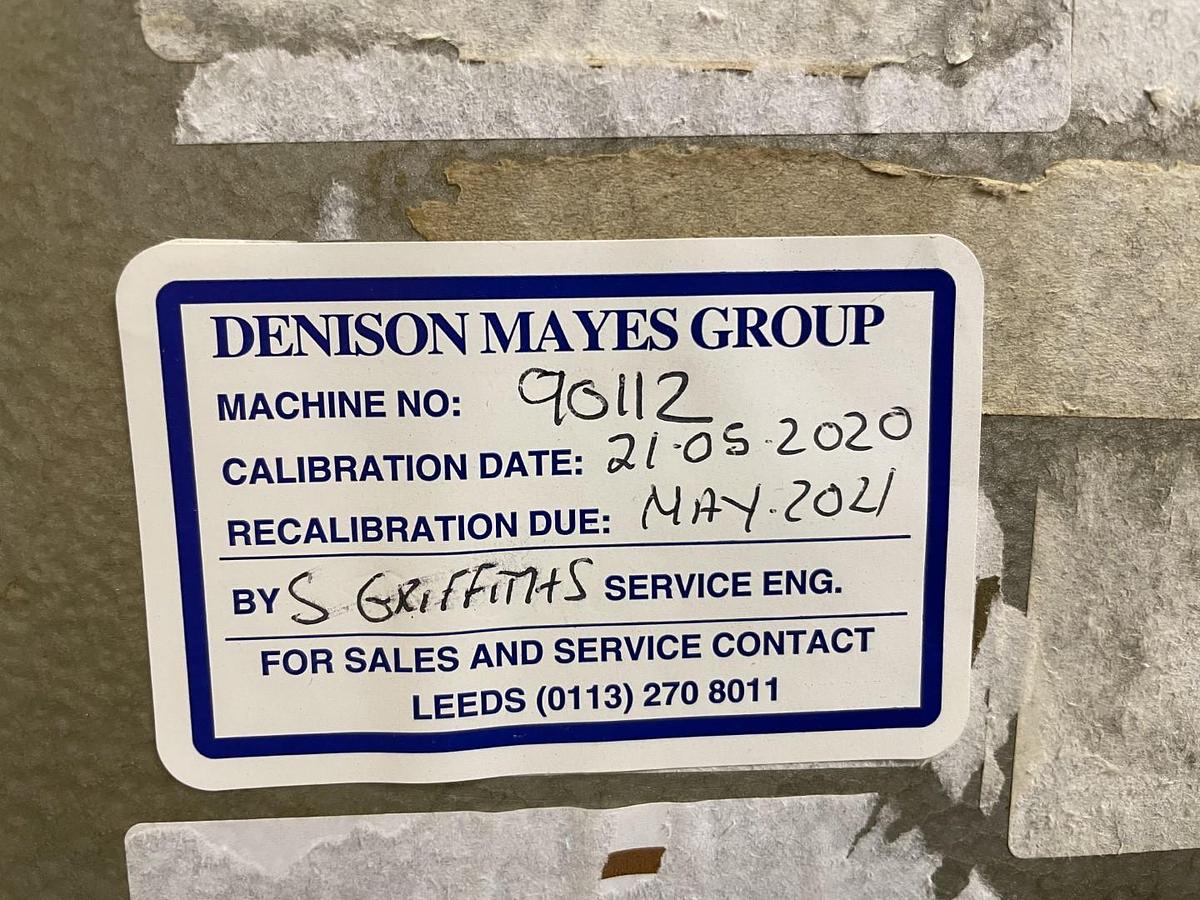 DENISON MAYES GROUP
MACHINE NO: 90112
CALIBRATION DATE: 21.05.2020
RECALIBRATION DUE: MAY.2021
BY S GRIFFITHS SERVICE ENG.
FOR SALES AND SERVICE CONTACT
LEEDS (0113) 270 8011